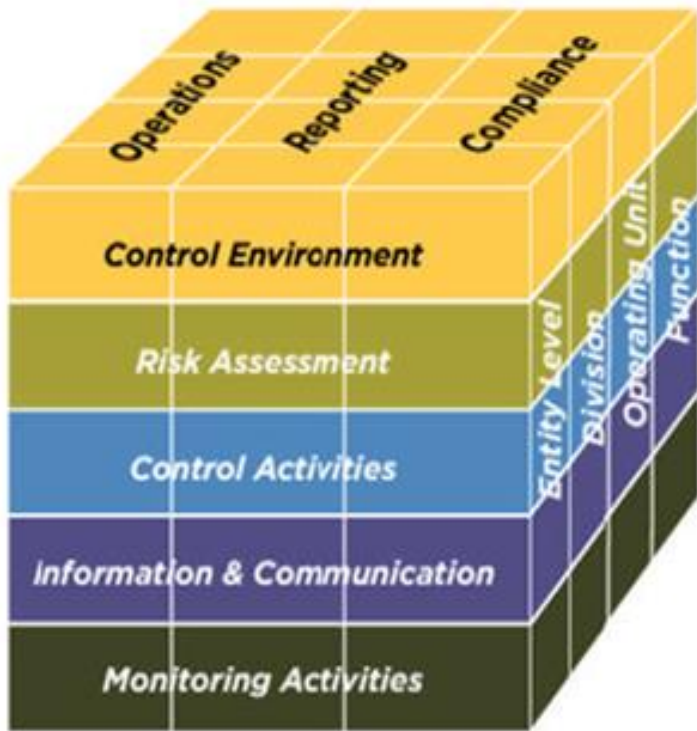 Operations
Reporting
Compliance
Control Environment
Risk Assessment
Control Activities
Information & Communication
Monitoring Activities
Entity Level
Division
Operating Unit
Function